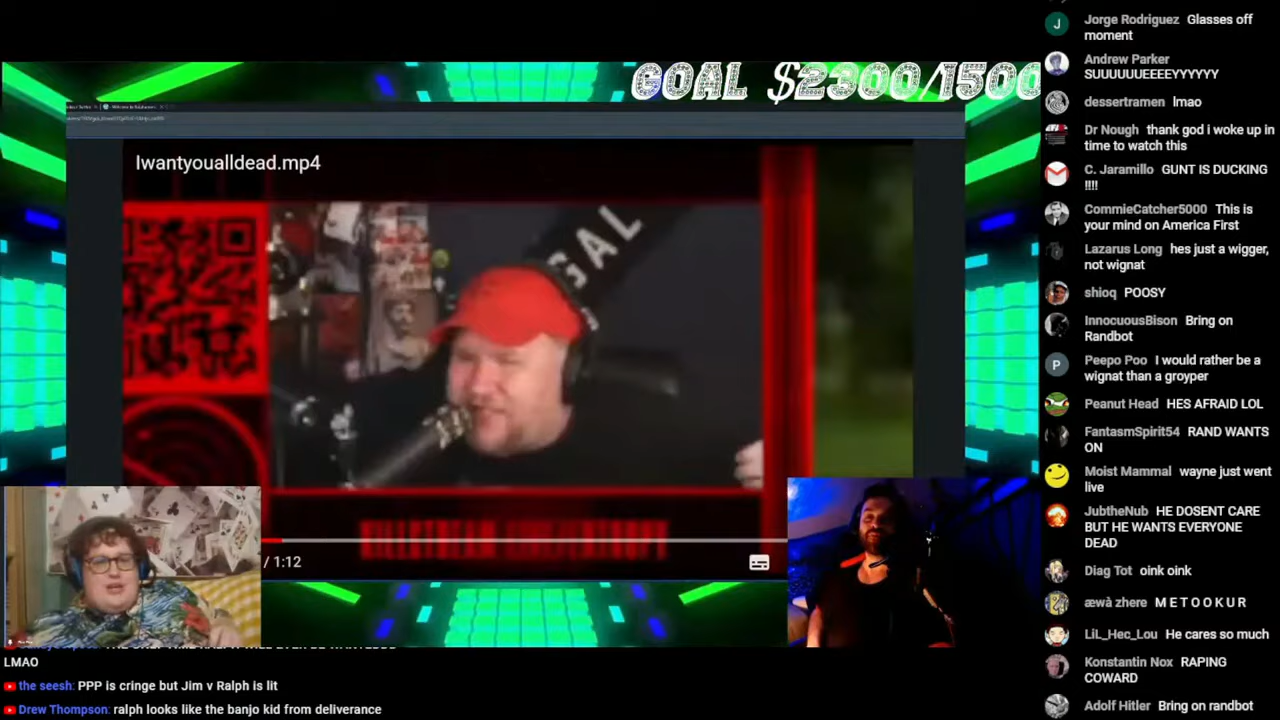 GOAL $2300/1500
Iwantyoualldead.mp4
GAL
/ 1:12
LMAO
the seesh: PPP is cringe but Jim v Ralph is lit
Drew Thompson: ralph looks like the banjo kid from deliverance
Jorge Rodriguez Glasses off
moment
Andrew Parker
SUUUUUUEEEEYYYYYY
dessertramen lmao
Dr Nough thank god i woke up in
time to watch this
C. Jaramillo GUNT IS DUCKING
!!!!
CommieCatcher5000 This is
your mind on America First
Lazarus Long hes just a wigger,
not wignat
shioq POOSY
InnocuousBison Bring on
Randbot
Peepo Poo I would rather be a
wignat than a groyper
Peanut Head HES AFRAID LOL
FantasmSpirit54 RAND WANTS
ON
Moist Mammal wayne just went
live
JubtheNub HE DOSENT CARE
BUT HE WANTS EVERYONE
DEAD
Diag Tot oink oink
æwà zhere M E T O O K U R
LiL_Hec_Lou He cares so much
Konstantin Nox RAPING
COWARD
Adolf Hitler Bring on randbot